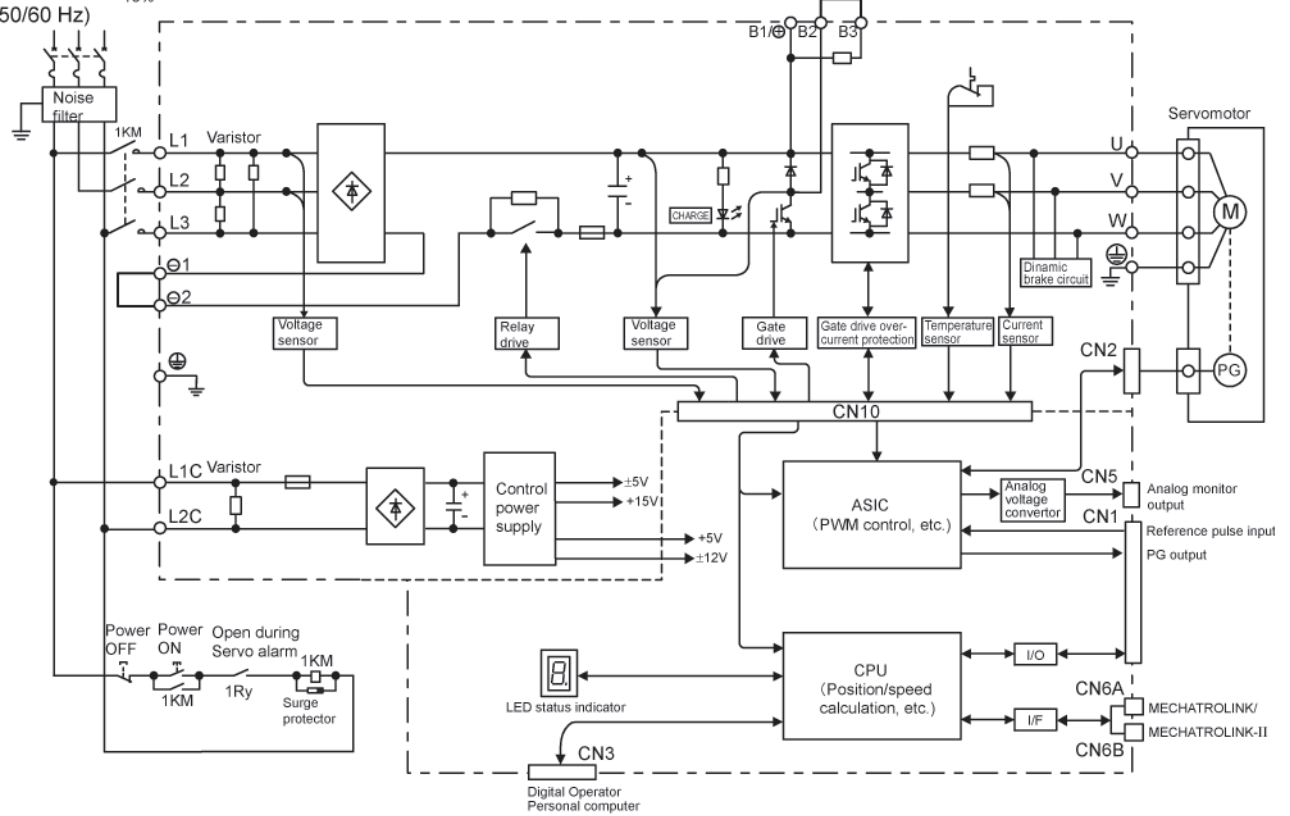 50/60 Hz)
B1/⊕ B2 B3
Noise
filter
1KM
L1
Varistor
L2
L3
⊖1
⊖2
+
−
CHARGE
Servomotor
U
V
W
M
Dinamic
brake circuit
Voltage
sensor
Relay
drive
Voltage
sensor
Gate
drive
Gate drive over-
current protection
Temperature
sensor
Current
sensor
CN2
PG
CN10
L1C
Varistor
L2C
+
−
Control
power
supply
±5V
+15V
+5V
±12V
ASIC
(PWM control, etc.)
Analog
voltage
convertor
CN5
Analog monitor
output
CN1
Reference pulse input
PG output
Power
OFF
Power
ON
1KM
Open during
Servo alarm
1Ry
1KM
Surge
protector
8.
LED status indicator
CPU
(Position/speed
calculation, etc.)
I/O
I/F
CN6A
MECHATROLINK/
MECHATROLINK-II
CN6B
CN3
Digital Operator
Personal computer